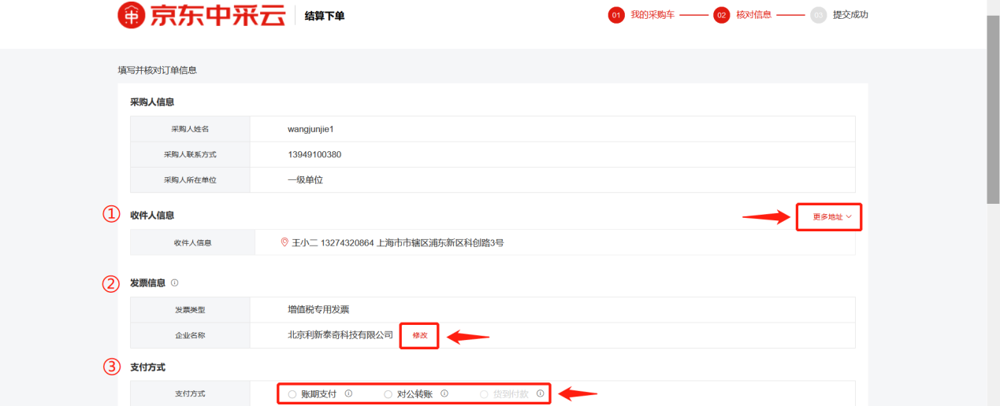 京东中采云 结算下单 01 我的采购车 02 核对信息 03 提交成功
填写并核对订单信息
采购人信息
采购人姓名 wangjunjie1
采购人联系方式 13949100380
采购人所在单位 一级单位
① 收件人信息 更多地址
收件人信息 王小二 13274320864 上海市市辖区浦东新区科创路3号
② 发票信息
发票类型 增值税专用发票
企业名称 北京利新泰奇科技有限公司 修改
③ 支付方式
支付方式 账期支付 对公转账 货到付款